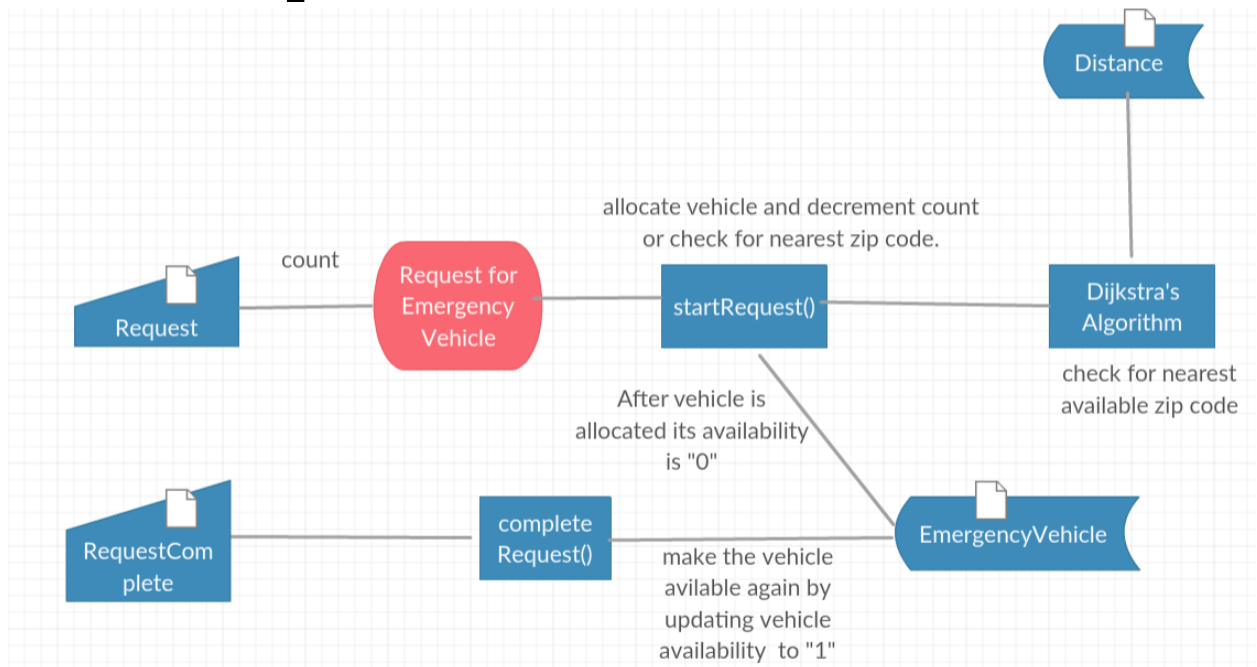 Distance
allocate vehicle and decrement count
or check for nearest zip code.
count
Request
Request for
Emergency
Vehicle
startRequest()
Dijkstra's
Algorithm
check for nearest
available zip code
After vehicle is
allocated its availability
is "0"
RequestCom
plete
complete
Request()
EmergencyVehicle
make the vehicle
avilable again by
updating vehicle
availability to "1"